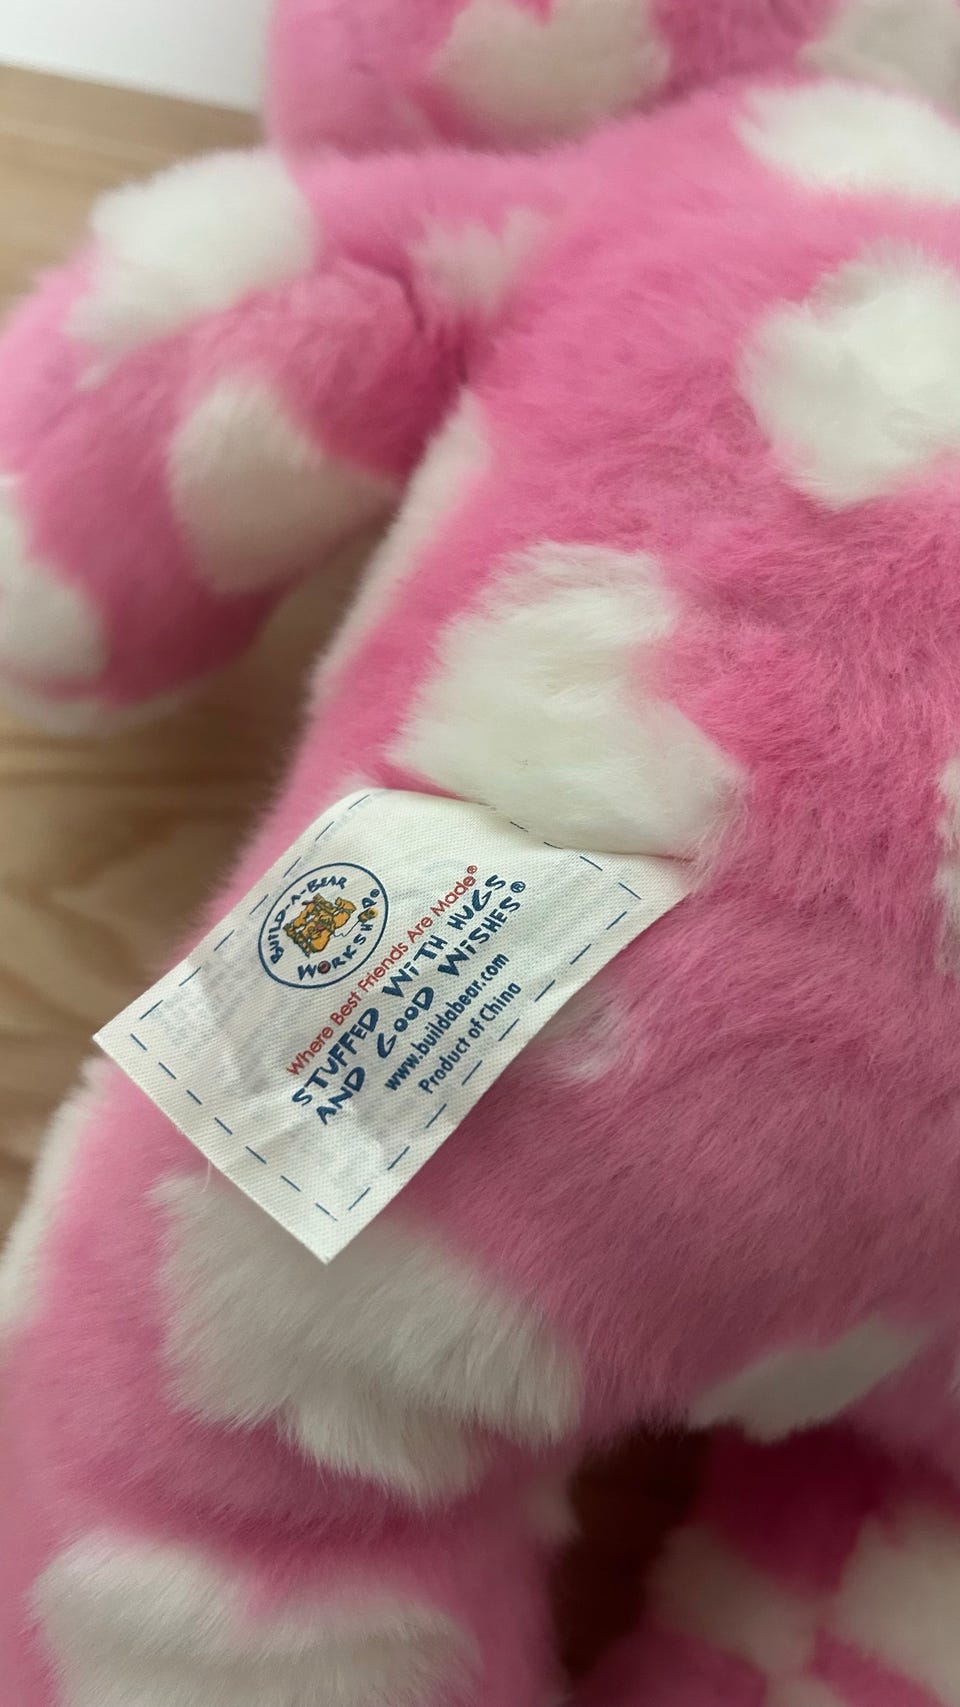 BUILD-A-BEAR
WORKSHOP®
Where Best Friends Are Made®
STUFFED WITH HUGS
AND GOOD WISHES®
www.buildabear.com
Product of China